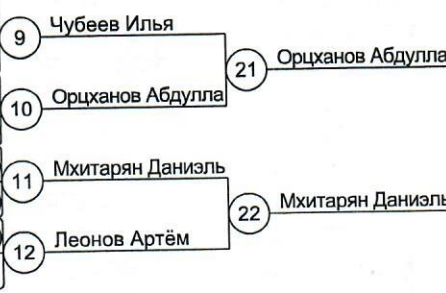 9 Чубеев Илья
21 Орцханов Абдулла
10 Орцханов Абдулла
11 Мхитарян Даниэль
22 Мхитарян Даниэль
12 Леонов Артём